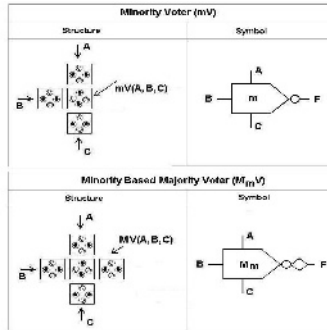 Minority Voter (mV)
Structure
Symbol
A
mV(A, B, C)
B
C
A
B
m
F
C
Minority Based Majority Voter (MmV)
Structure
Symbol
A
MV(A, B, C)
B
C
A
B
Mm
F
C